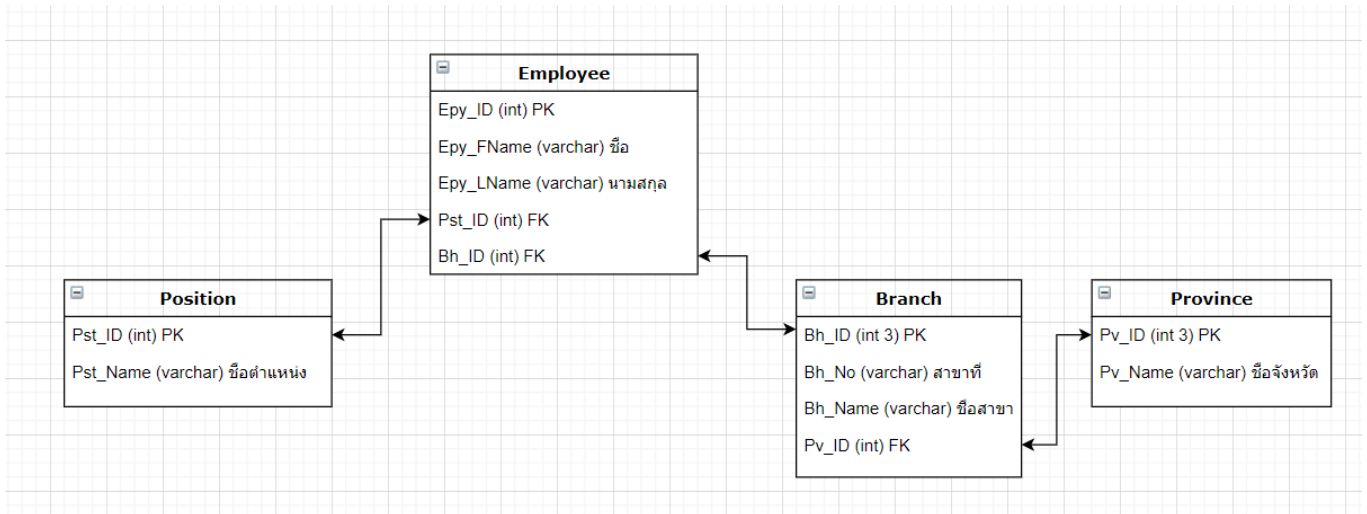 Employee
Epy_ID (int) PK
Epy_FName (varchar) ชื่อ
Epy_LName (varchar) นามสกุล
Pst_ID (int) FK
Bh_ID (int) FK
Position
Pst_ID (int) PK
Pst_Name (varchar) ชื่อตำแหน่ง
Branch
Bh_ID (int 3) PK
Bh_No (varchar) สาขาที่
Bh_Name (varchar) ชื่อสาขา
Pv_ID (int) FK
Province
Pv_ID (int 3) PK
Pv_Name (varchar) ชื่อจังหวัด